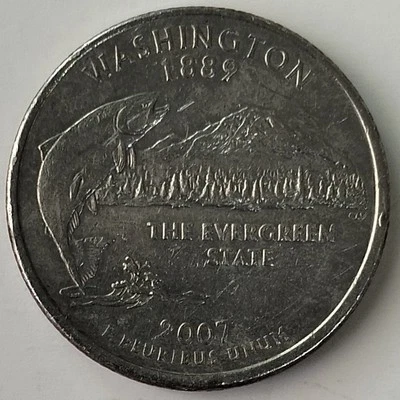 WASHINGTON
1889
THE EVERGREEN
STATE
2007
E PLURIBUS UNUM